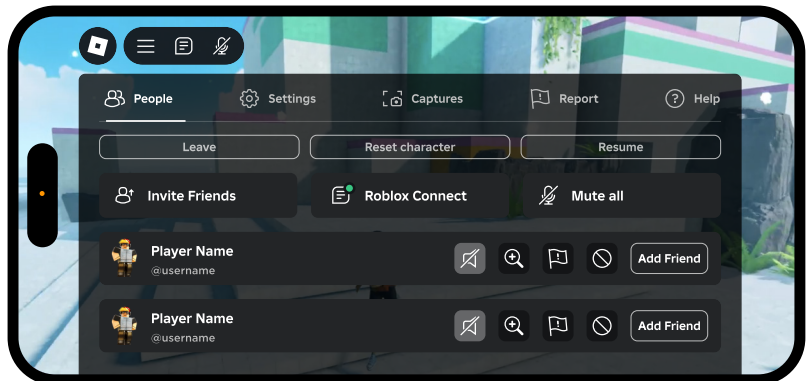 People
Settings
Captures
Report
Help
Leave
Reset character
Resume
Invite Friends
Roblox Connect
Mute all
Player Name
@username
Add Friend
Player Name
@username
Add Friend